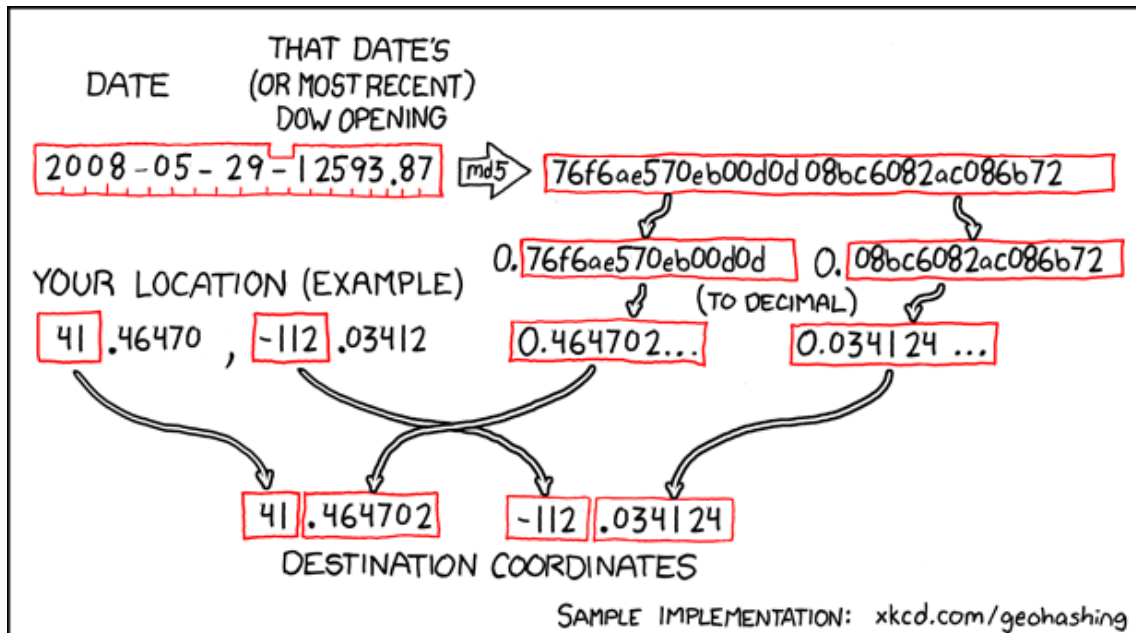 THAT DATE'S
DATE (OR MOST RECENT)
DOW OPENING
2008-05-29-12593.87 md5 76f6ae570eb00d0d08bc6082ac086b72
0.76f6ae570eb00d0d 0.08bc6082ac086b72
YOUR LOCATION (EXAMPLE) (TO DECIMAL)
41.46470, -112.03412 0.464702... 0.034124...
41.464702 -112.034124
DESTINATION COORDINATES
SAMPLE IMPLEMENTATION: xkcd.com/geohashing